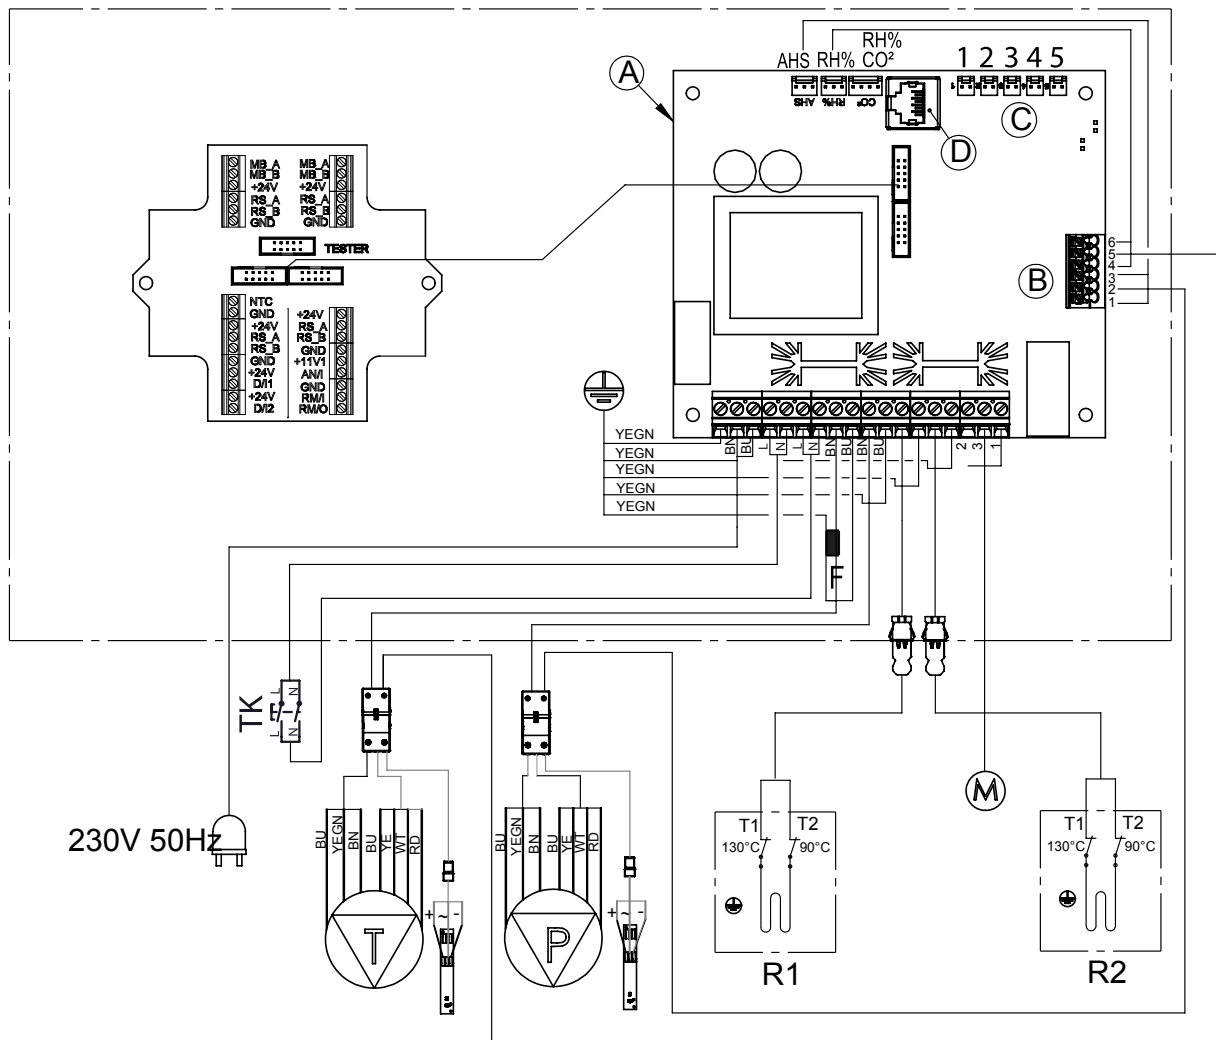 RH%
AHS RH% CO²
1 2 3 4 5
A
AHS RH% CO²
C
D
MB_A MB_A
MB_B MB_B
+24V +24V
RS_A RS_A
RS_B RS_B
GND GND
TESTER
6
5
4
3
2
1
B
NTC
GND +24V
+24V RS_A
RS_A RS_B
RS_B GND
GND +11V1
+24V AN/I
D/I1 GND
+24V RM/I
D/I2 RM/O
YEGN
YEGN
YEGN
YEGN
YEGN
BN BU L N L N BN BU BN BU 2 3 1
F
TK
L N
L N
230V 50Hz
BU YEGN BN BU YE WT RD
BU YEGN BN BU YE WT RD
+ ~ -
+ ~ -
T
P
M
T1 T2
130°C 90°C
R1
T1 T2
130°C 90°C
R2